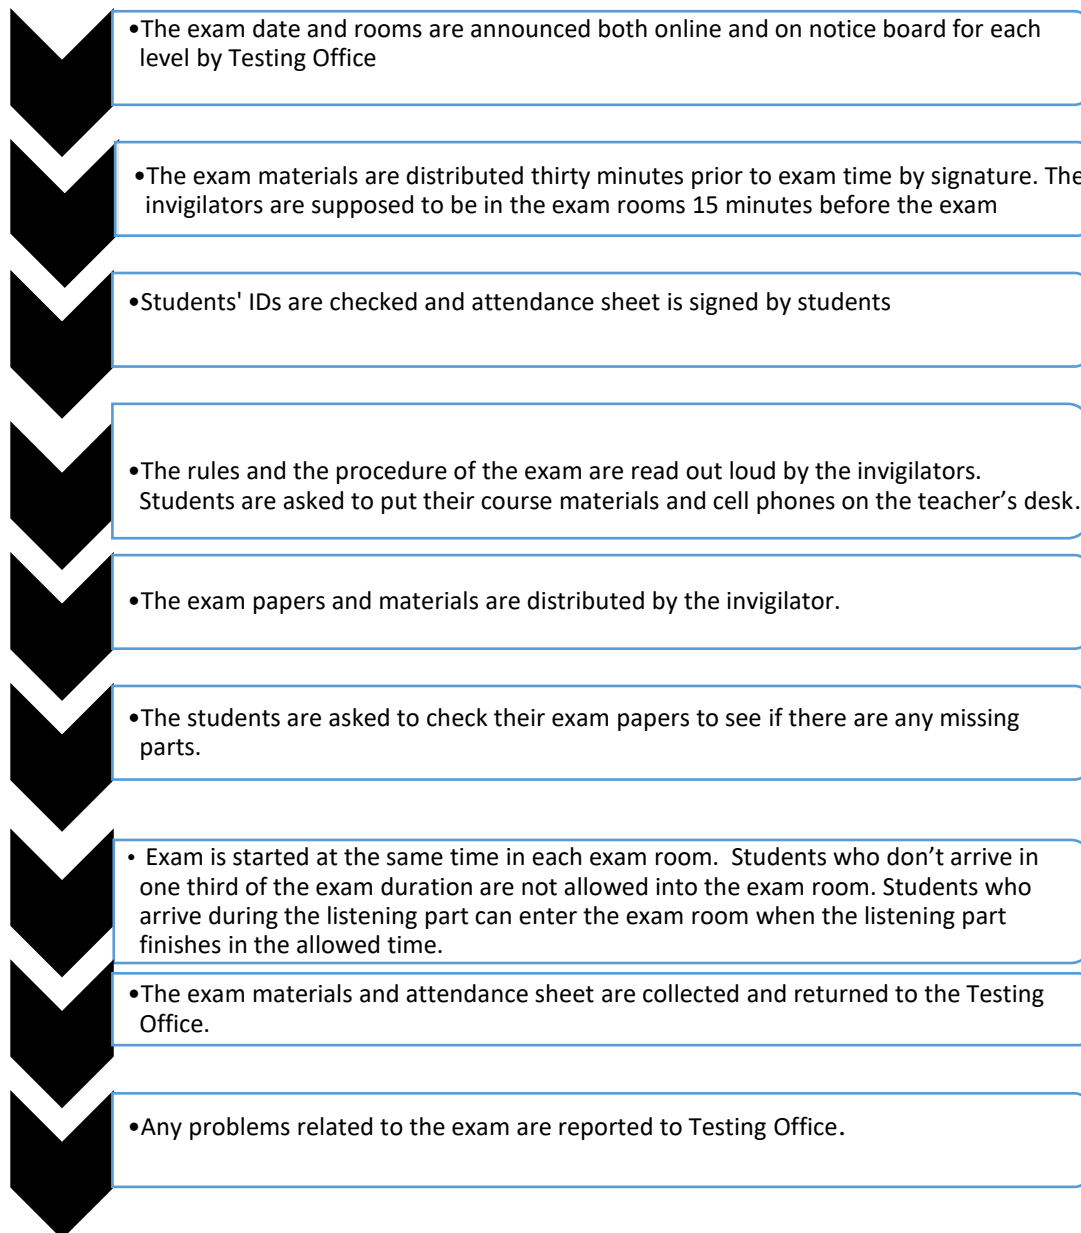 •The exam date and rooms are announced both online and on notice board for each
level by Testing Office
•The exam materials are distributed thirty minutes prior to exam time by signature. The
invigilators are supposed to be in the exam rooms 15 minutes before the exam
•Students' IDs are checked and attendance sheet is signed by students
•The rules and the procedure of the exam are read out loud by the invigilators.
Students are asked to put their course materials and cell phones on the teacher’s desk.
•The exam papers and materials are distributed by the invigilator.
•The students are asked to check their exam papers to see if there are any missing
parts.
• Exam is started at the same time in each exam room. Students who don’t arrive in
one third of the exam duration are not allowed into the exam room. Students who
arrive during the listening part can enter the exam room when the listening part
finishes in the allowed time.
•The exam materials and attendance sheet are collected and returned to the Testing
Office.
•Any problems related to the exam are reported to Testing Office.